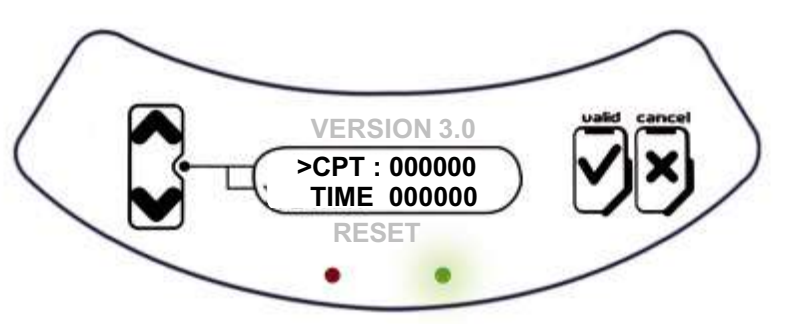 VERSION 3.0
valid cancel
>CPT : 000000
TIME 000000
RESET